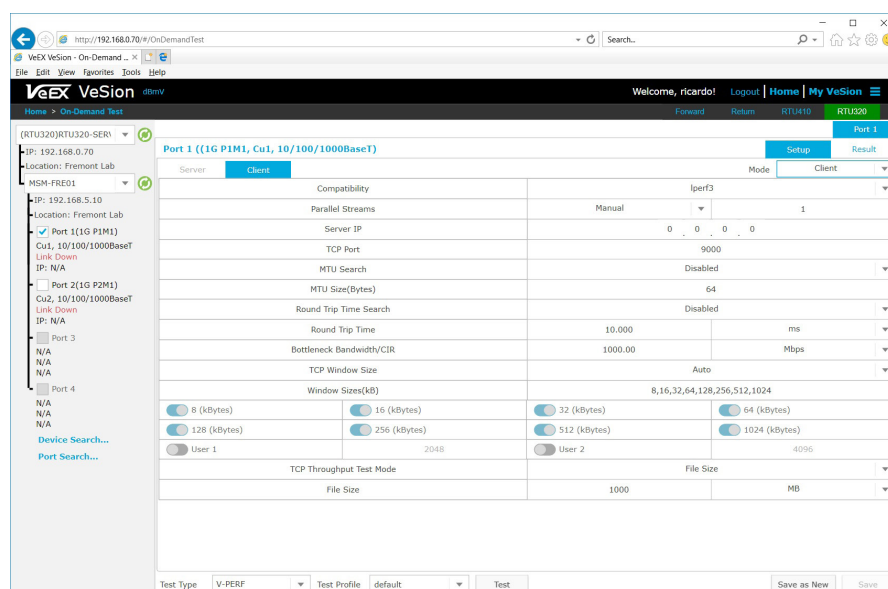 http://192.168.0.70/#/OnDemandTest
Search...
VeEX VeSion - On-Demand ...
File Edit View Favorites Tools Help
VeEX VeSion dBmV
Welcome, ricardo! Logout | Home | My VeSion
Home > On-Demand Test
Forward Return RTU410 RTU320
(RTU320)RTU320-SER
IP: 192.168.0.70
Location: Fremont Lab
MSM-FRE01
IP: 192.168.5.10
Location: Fremont Lab
Port 1(1G P1M1)
Cu1, 10/100/1000BaseT
Link Down
IP: N/A
Port 2(1G P2M1)
Cu2, 10/100/1000BaseT
Link Down
IP: N/A
Port 3
N/A
N/A
N/A
Port 4
N/A
N/A
N/A
Device Search...
Port Search...
Port 1
Port 1 ((1G P1M1, Cu1, 10/100/1000BaseT)
Setup Result
Server Client
Mode Client
Compatibility Iperf3
Parallel Streams Manual 1
Server IP 0 . 0 . 0 . 0
TCP Port 9000
MTU Search Disabled
MTU Size(Bytes) 64
Round Trip Time Search Disabled
Round Trip Time 10.000 ms
Bottleneck Bandwidth/CIR 1000.00 Mbps
TCP Window Size Auto
Window Sizes(kB) 8,16,32,64,128,256,512,1024
8 (kBytes) 16 (kBytes) 32 (kBytes) 64 (kBytes)
128 (kBytes) 256 (kBytes) 512 (kBytes) 1024 (kBytes)
User 1 2048 User 2 4096
TCP Throughput Test Mode File Size
File Size 1000 MB
Test Type V-PERF Test Profile default Test Save as New Save